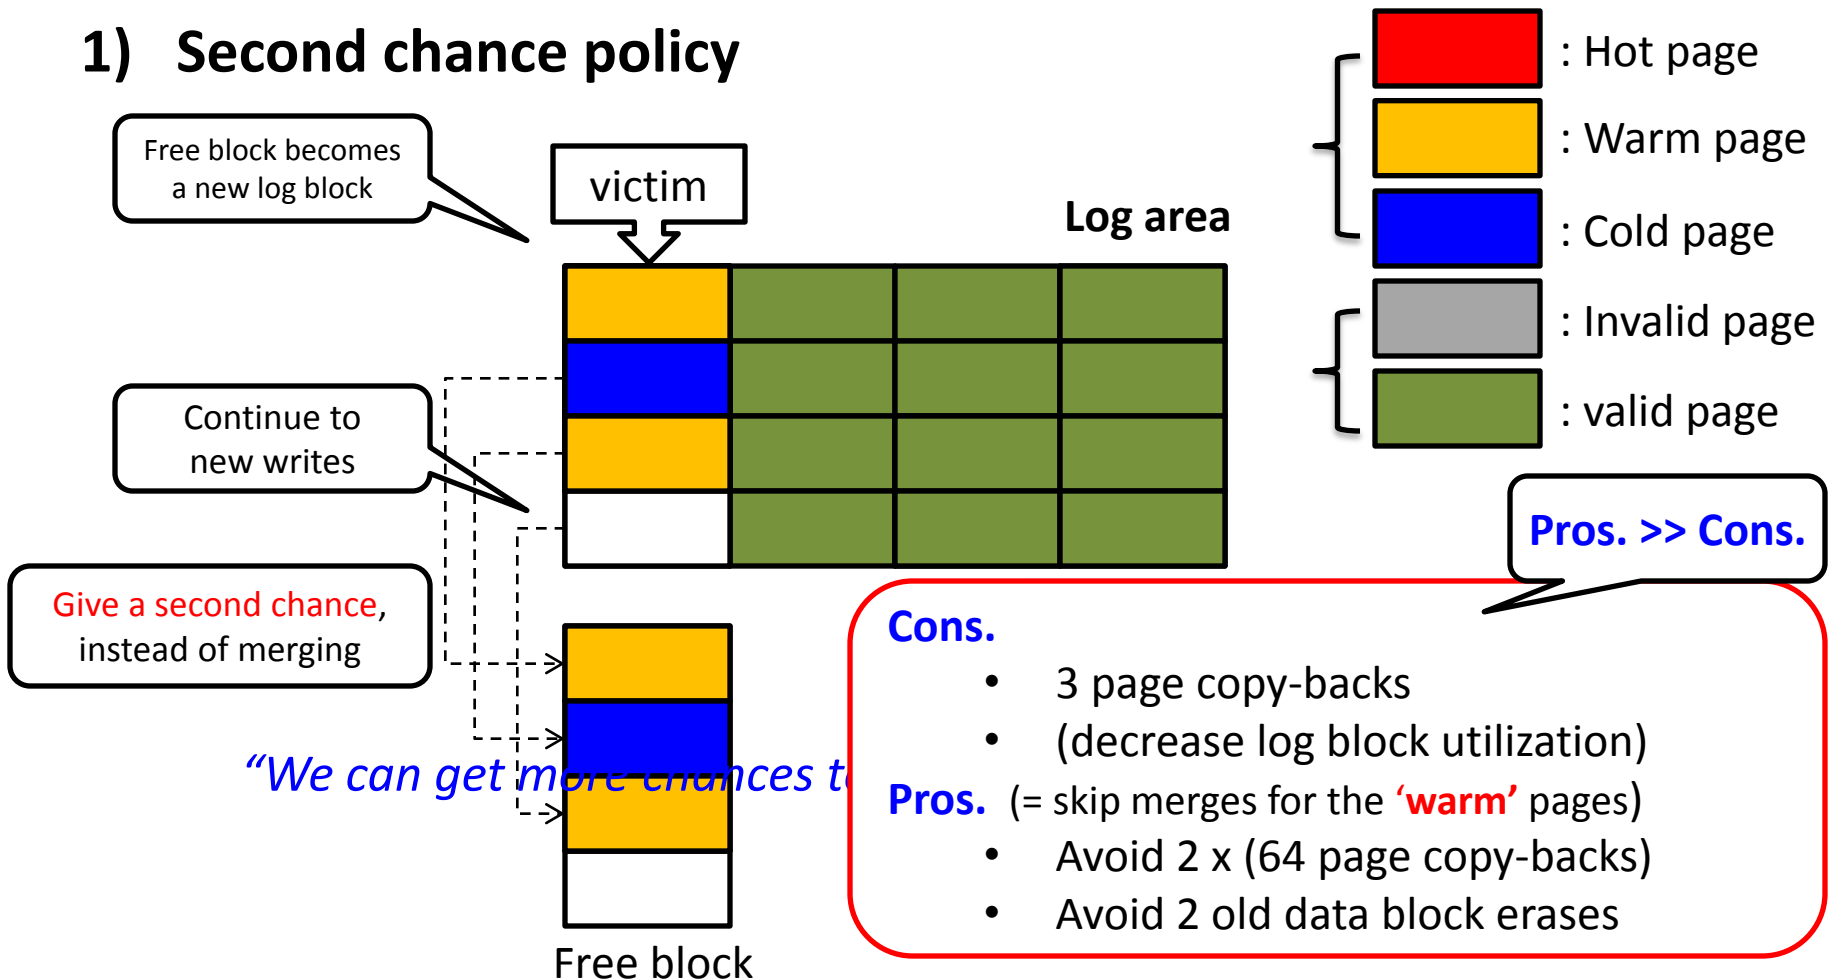 1) Second chance policy
Free block becomes
a new log block
victim
Log area
: Hot page
: Warm page
: Cold page
: Invalid page
: valid page
Continue to
new writes
Give a second chance,
instead of merging
Pros. >> Cons.
Cons.
• 3 page copy-backs
• (decrease log block utilization)
Pros. (= skip merges for the ‘warm’ pages)
• Avoid 2 x (64 page copy-backs)
• Avoid 2 old data block erases
“We can get more chances
Free block